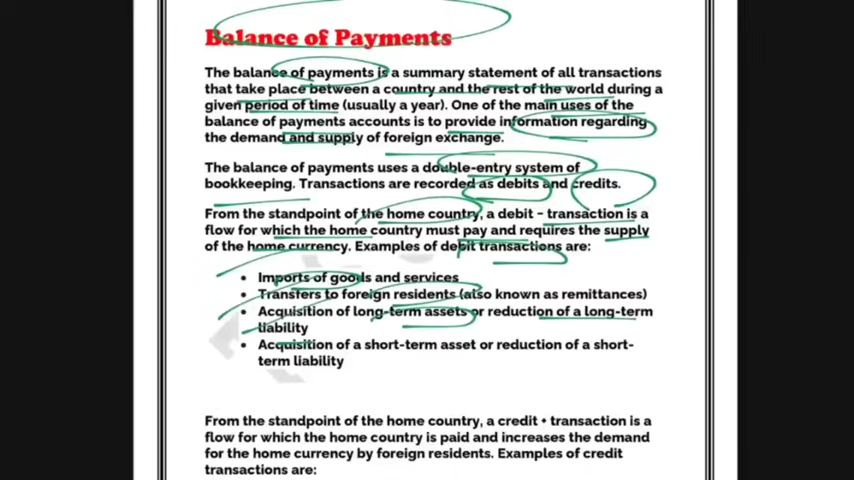 Balance of Payments
The balance of payments is a summary statement of all transactions
that take place between a country and the rest of the world during a
given period of time (usually a year). One of the main uses of the
balance of payments accounts is to provide information regarding
the demand and supply of foreign exchange.
The balance of payments uses a double-entry system of
bookkeeping. Transactions are recorded as debits and credits.
From the standpoint of the home country, a debit - transaction is a
flow for which the home country must pay and requires the supply
of the home currency. Examples of debit transactions are:
• Imports of goods and services
• Transfers to foreign residents (also known as remittances)
• Acquisition of long-term assets or reduction of a long-term
liability
• Acquisition of a short-term asset or reduction of a short-
term liability
From the standpoint of the home country, a credit + transaction is a
flow for which the home country is paid and increases the demand
for the home currency by foreign residents. Examples of credit
transactions are: